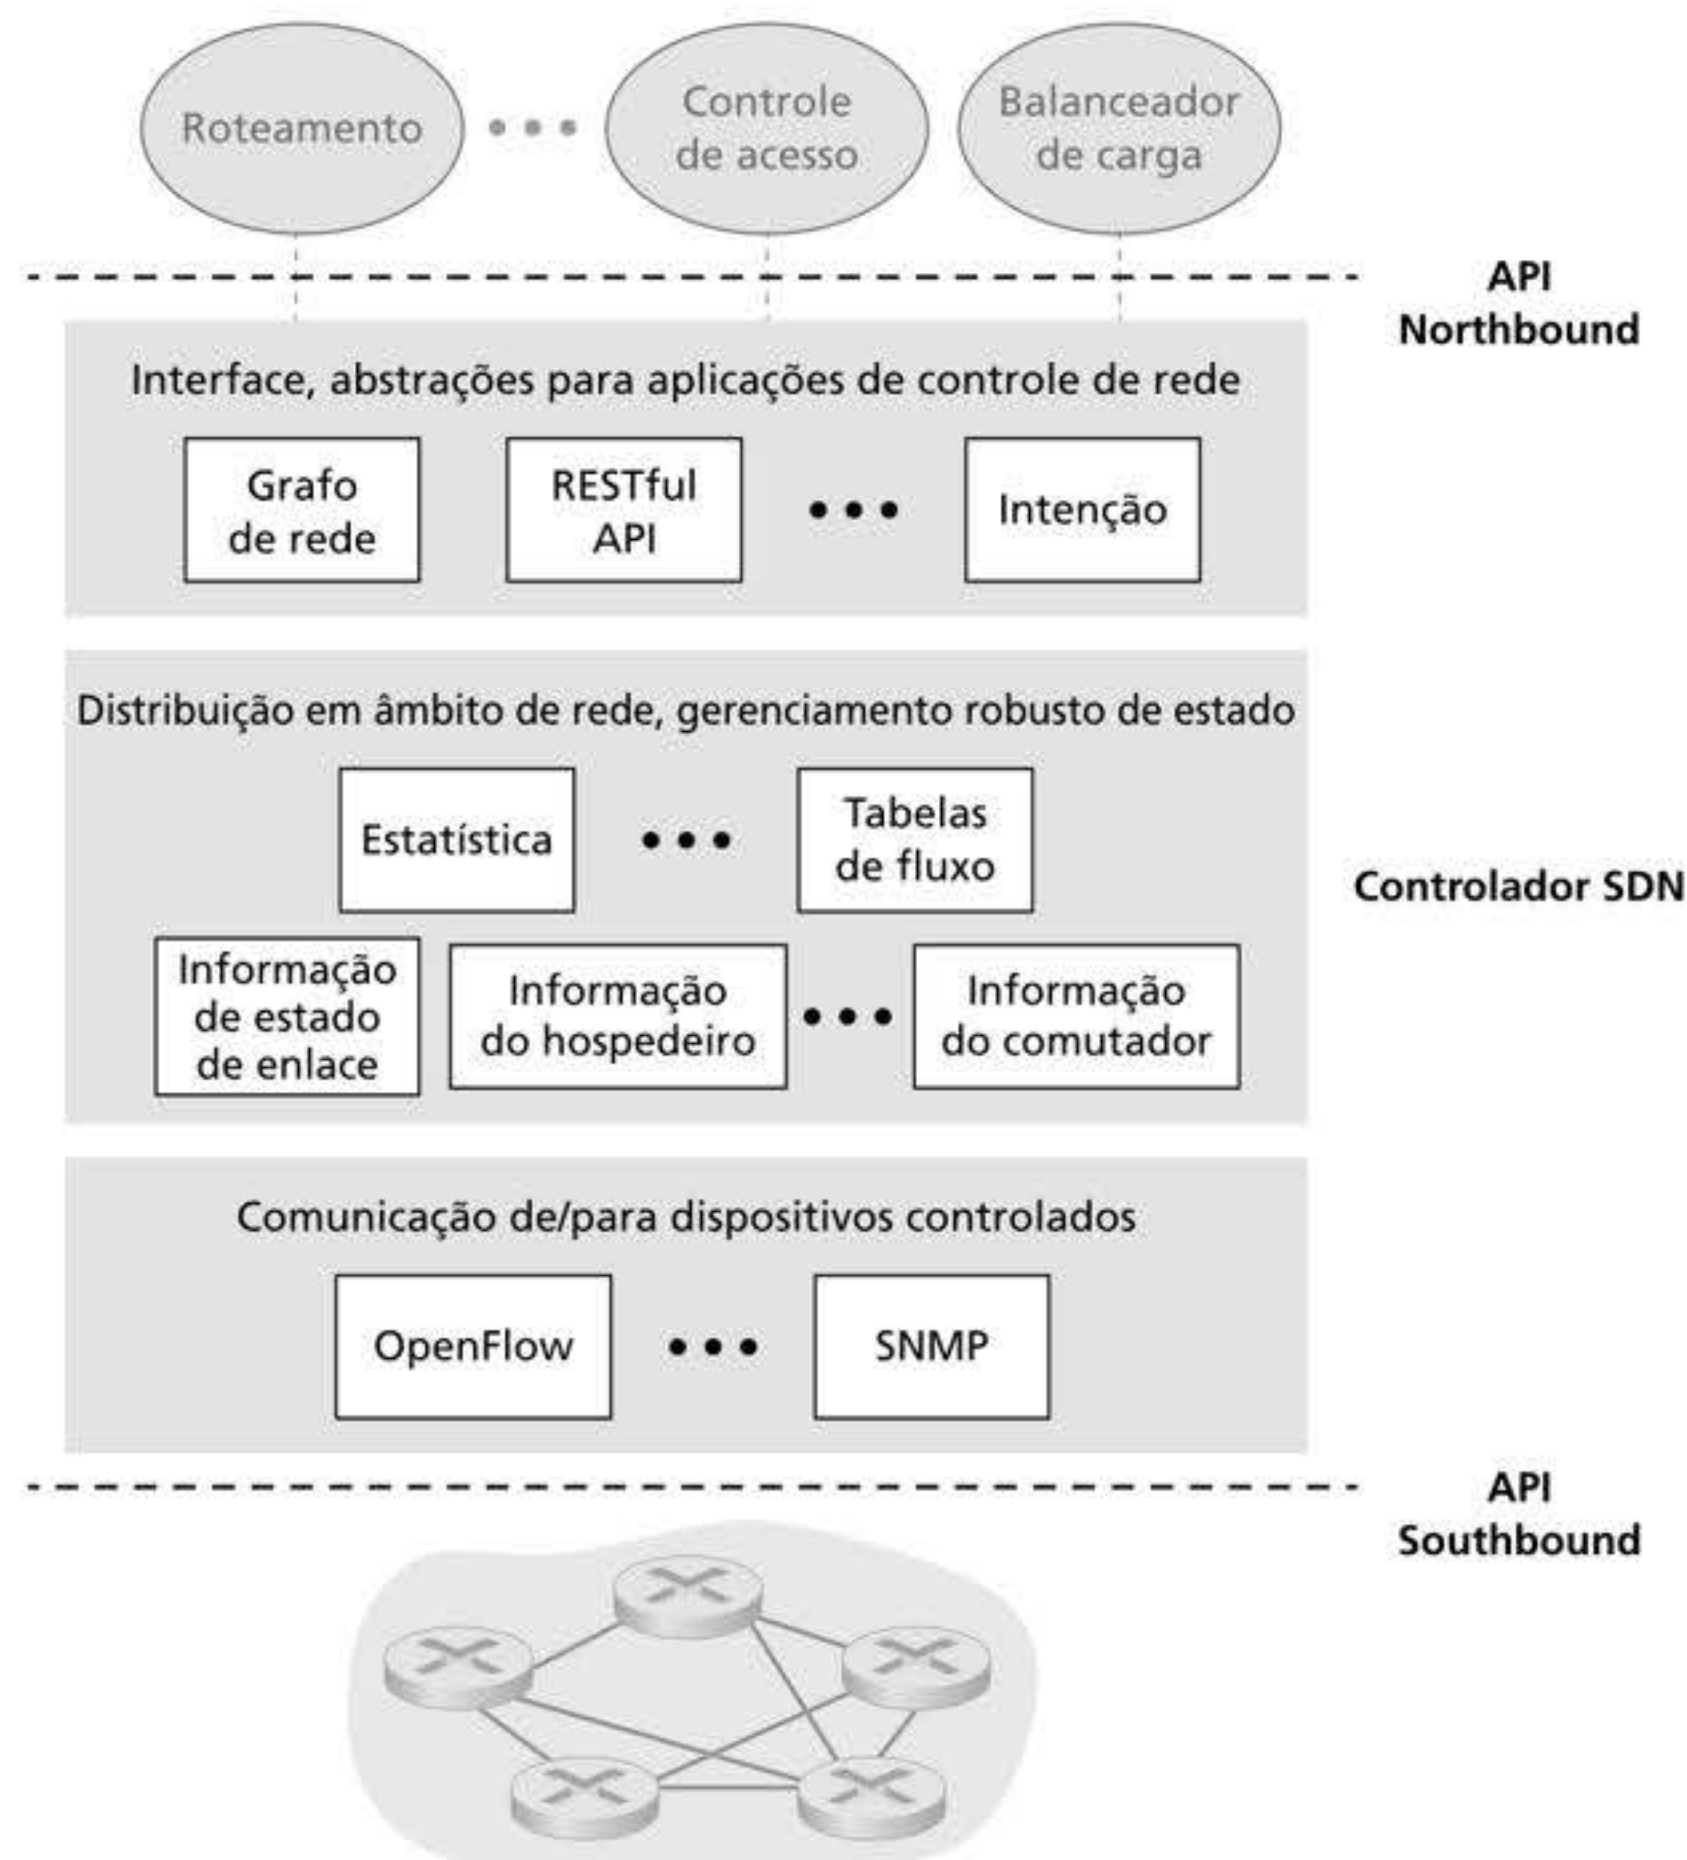 Roteamento
Controle
de acesso
Balanceador
de carga
API
Northbound
Interface, abstrações para aplicações de controle de rede
Grafo
de rede
RESTful
API
Intenção
Distribuição em âmbito de rede, gerenciamento robusto de estado
Estatística
Tabelas
de fluxo
Controlador SDN
Informação
de estado
de enlace
Informação
do hospedeiro
Informação
do comutador
Comunicação de/para dispositivos controlados
OpenFlow
SNMP
API
Southbound